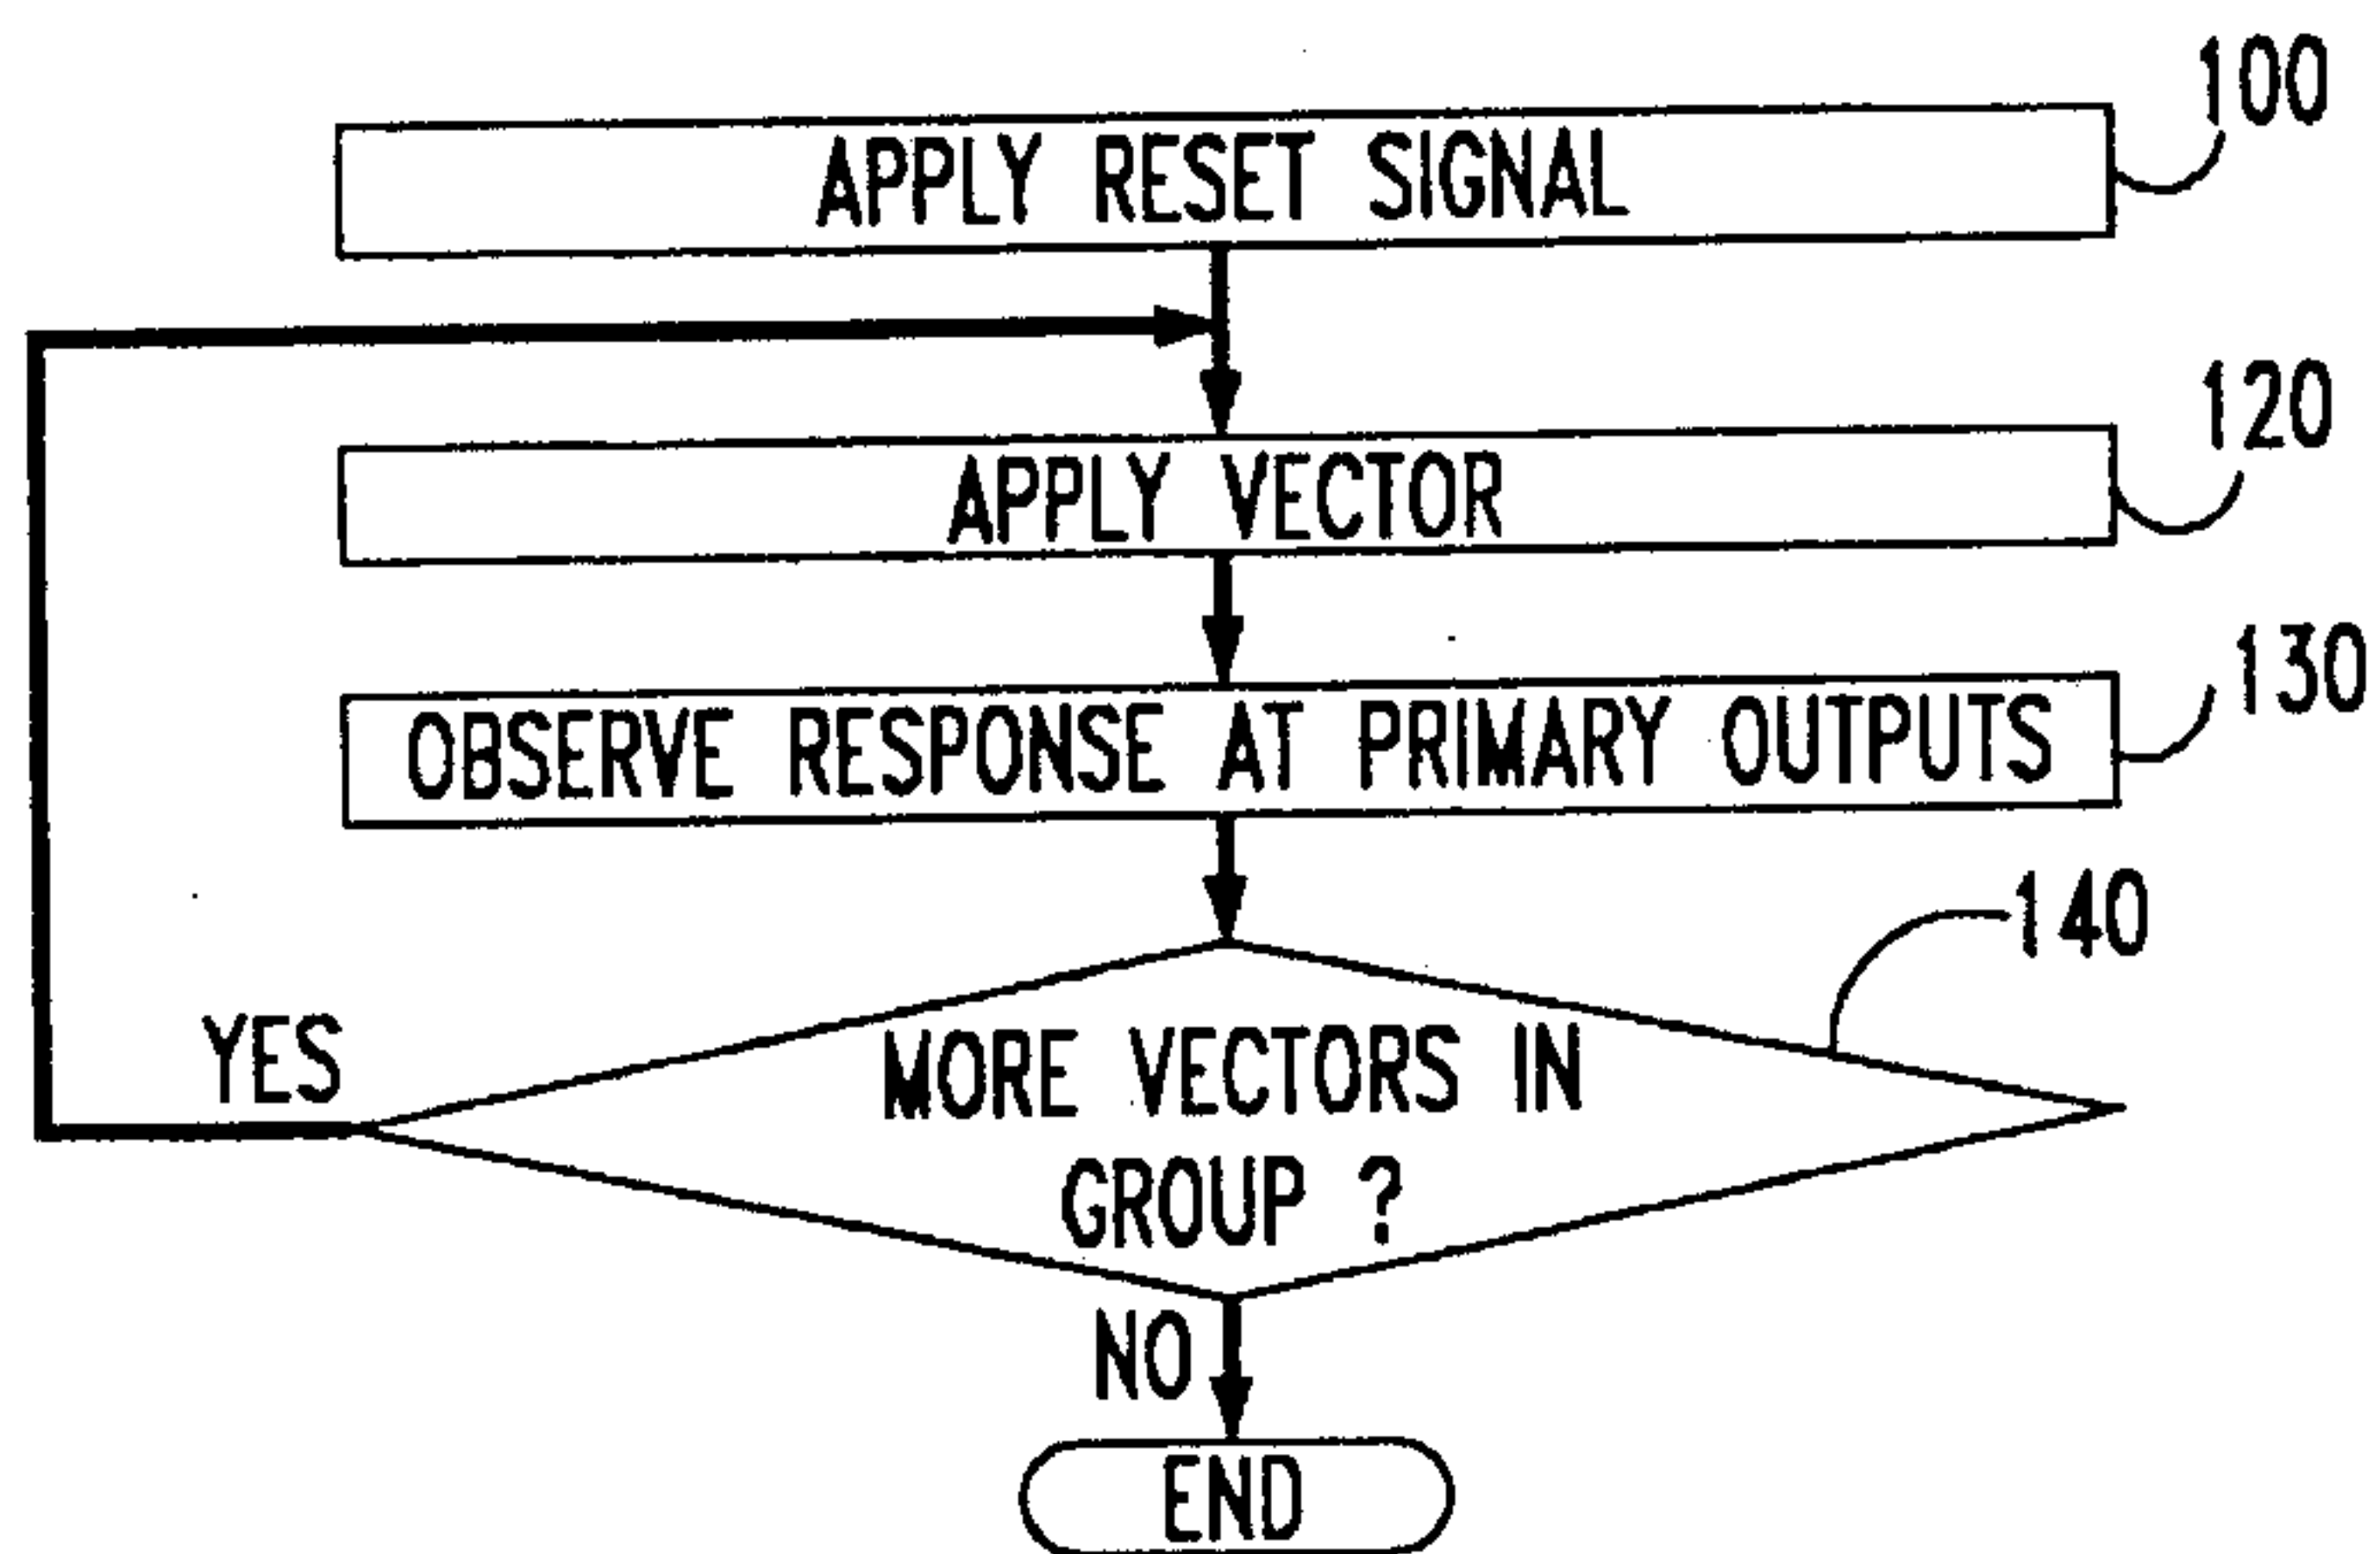 100
APPLY RESET SIGNAL
120
APPLY VECTOR
130
OBSERVE RESPONSE AT PRIMARY OUTPUTS
140
YES
MORE VECTORS IN
GROUP ?
NO
END